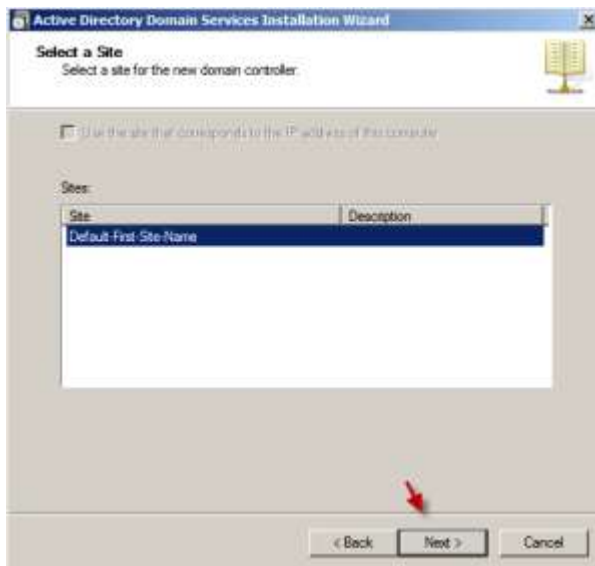 Active Directory Domain Services Installation Wizard
Select a Site
Select a site for the new domain controller.
Use the site that corresponds to the IP address of this computer
Sites:
Site Description
Default-First-Site-Name
< Back Next > Cancel